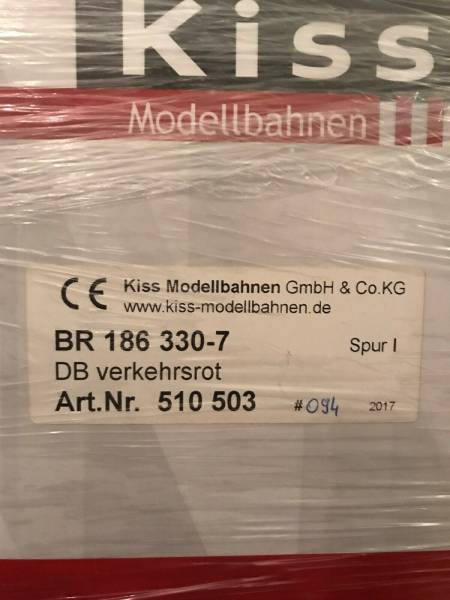 Kiss
Modellbahnen
CE Kiss Modellbahnen GmbH & Co.KG
www.kiss-modellbahnen.de
BR 186 330-7 Spur I
DB verkehrsrot
Art.Nr. 510 503 #094 2017